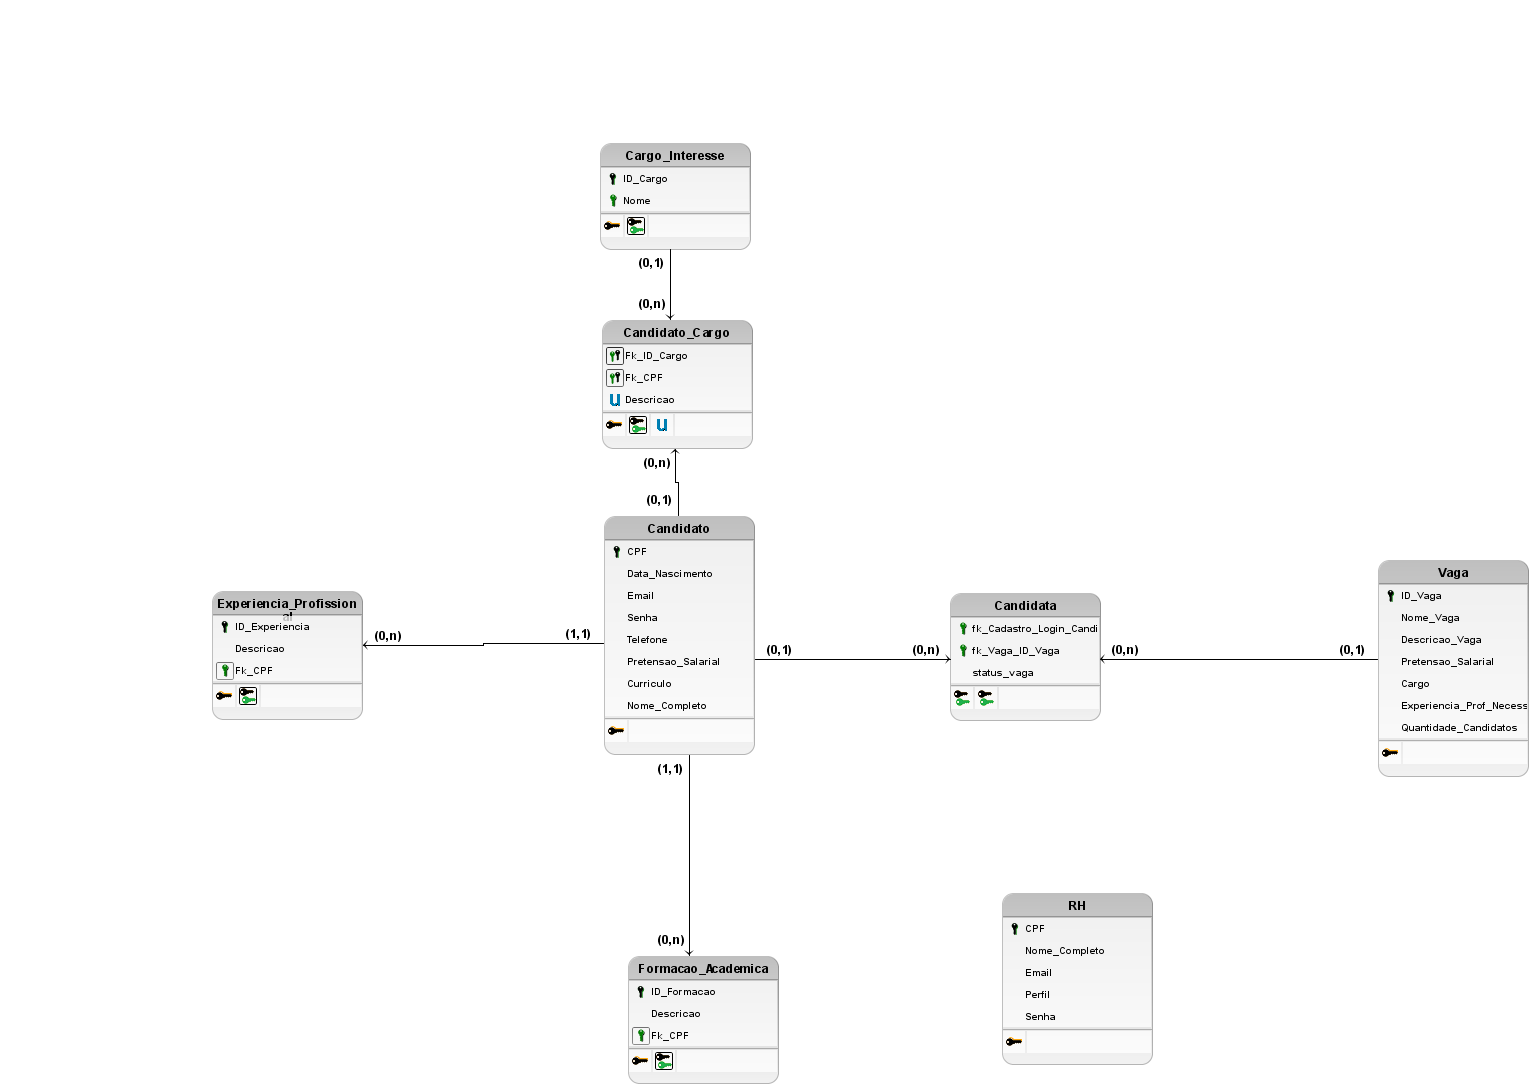 Cargo_Interesse
ID_Cargo
Nome
(0,1)
(0,n)
Candidato_Cargo
Fk_ID_Cargo
Fk_CPF
U Descricao
U
(0,n)
(0,1)
Candidato
CPF
Data_Nascimento
Email
Senha
Telefone
Pretensao_Salarial
Curriculo
Nome_Completo
Experiencia_Profission
al
ID_Experiencia
Descricao
Fk_CPF
(0,n)
(1,1)
(0,1)
(0,n)
Candidata
fk_Cadastro_Login_Candi
fk_Vaga_ID_Vaga
status_vaga
(0,n)
(0,1)
Vaga
ID_Vaga
Nome_Vaga
Descricao_Vaga
Pretensao_Salarial
Cargo
Experiencia_Prof_Necess
Quantidade_Candidatos
(1,1)
(0,n)
Formacao_Academica
ID_Formacao
Descricao
Fk_CPF
RH
CPF
Nome_Completo
Email
Perfil
Senha